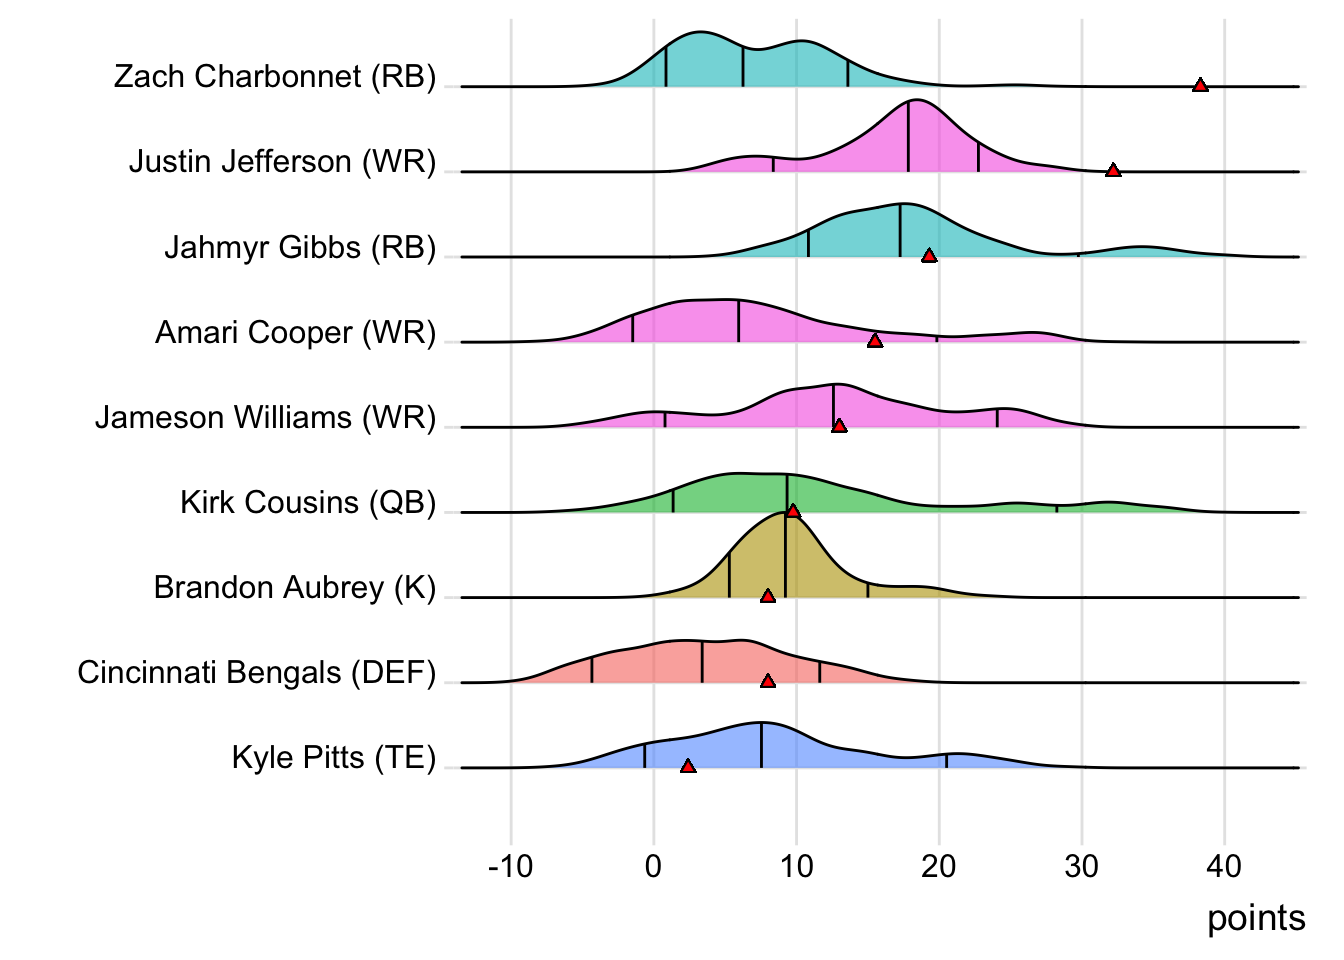 Zach Charbonnet (RB)
Justin Jefferson (WR)
Jahmyr Gibbs (RB)
Amari Cooper (WR)
Jameson Williams (WR)
Kirk Cousins (QB)
Brandon Aubrey (K)
Cincinnati Bengals (DEF)
Kyle Pitts (TE)
-10 0 10 20 30 40
points